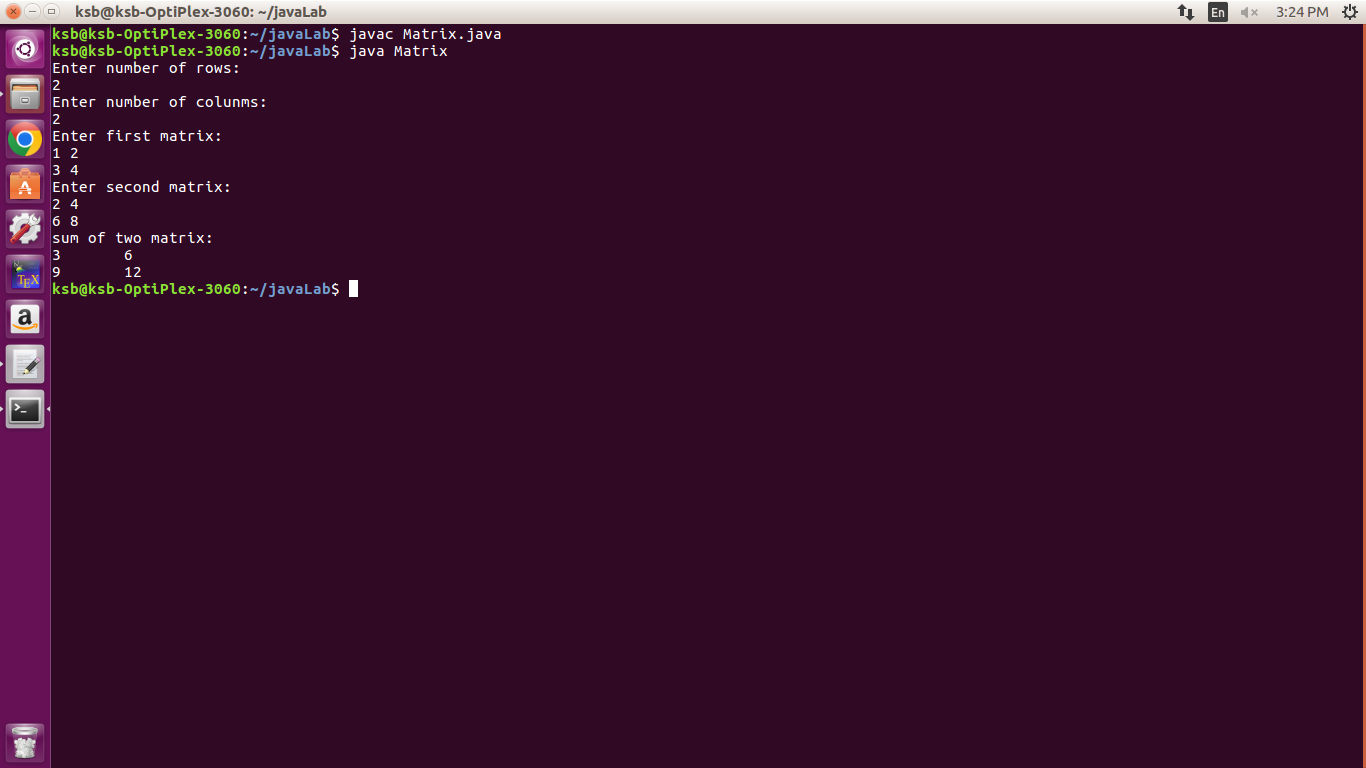 ksb@ksb-OptiPlex-3060: ~/javaLab
En
3:24 PM
ksb@ksb-OptiPlex-3060:~/javaLab$ javac Matrix.java
ksb@ksb-OptiPlex-3060:~/javaLab$ java Matrix
Enter number of rows:
2
Enter number of colunms:
2
Enter first matrix:
1 2
3 4
Enter second matrix:
2 4
6 8
sum of two matrix:
3	6
9	12
ksb@ksb-OptiPlex-3060:~/javaLab$
TEX
a
>_